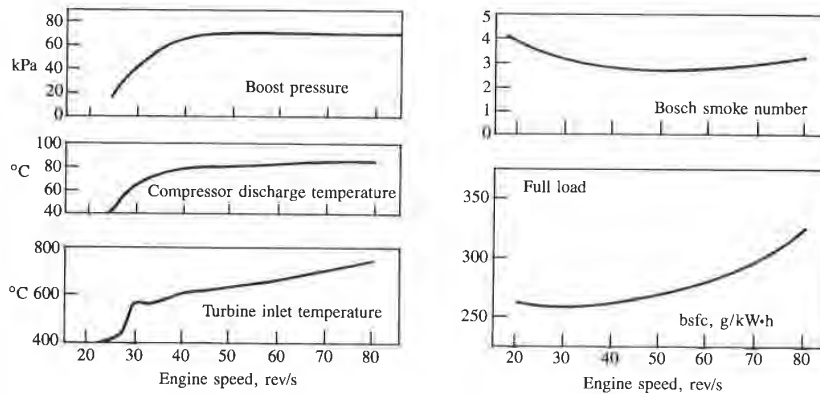 80
60
kPa
40
20
0
Boost pressure
100
°C
80
60
40
Compressor discharge temperature
800
°C
600
400
Turbine inlet temperature
20 30 40 50 60 70 80
Engine speed, rev/s
5
4
3
2
1
0
Bosch smoke number
Full load
350
300
250
bsfc, g/kW•h
20 30 40 50 60 70 80
Engine speed, rev/s